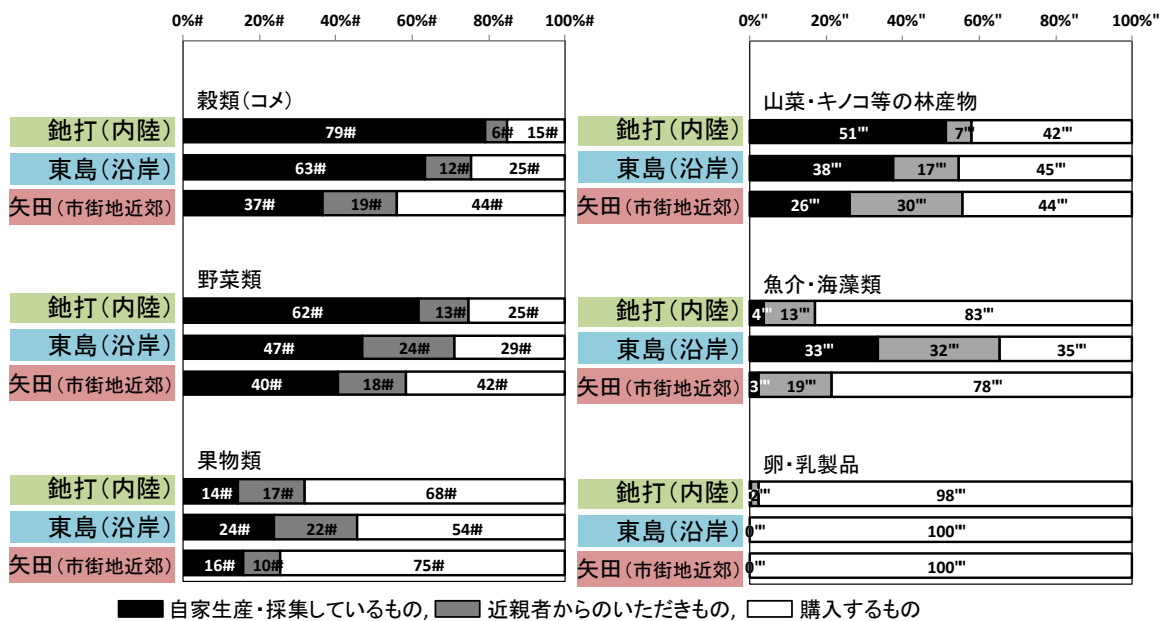 0%# 20%# 40%# 60%# 80%# 100%#
穀類(コメ)
鉇打(内陸) 79# 6# 15#
東島(沿岸) 63# 12# 25#
矢田(市街地近郊) 37# 19# 44#
野菜類
鉇打(内陸) 62# 13# 25#
東島(沿岸) 47# 24# 29#
矢田(市街地近郊) 40# 18# 42#
果物類
鉇打(内陸) 14# 17# 68#
東島(沿岸) 24# 22# 54#
矢田(市街地近郊) 16# 10# 75#
0%" 20%" 40%" 60%" 80%" 100%"
山菜・キノコ等の林産物
鉇打(内陸) 51"" 7"" 42""
東島(沿岸) 38"" 17"" 45""
矢田(市街地近郊) 26"" 30"" 44""
魚介・海藻類
鉇打(内陸) 4"" 13"" 83""
東島(沿岸) 33"" 32"" 35""
矢田(市街地近郊) 3"" 19"" 78""
卵・乳製品
鉇打(内陸) 2"" 98""
東島(沿岸) 0"" 100""
矢田(市街地近郊) 0"" 100""
自家生産・採集しているもの, 近親者からのいただきもの, 購入するもの